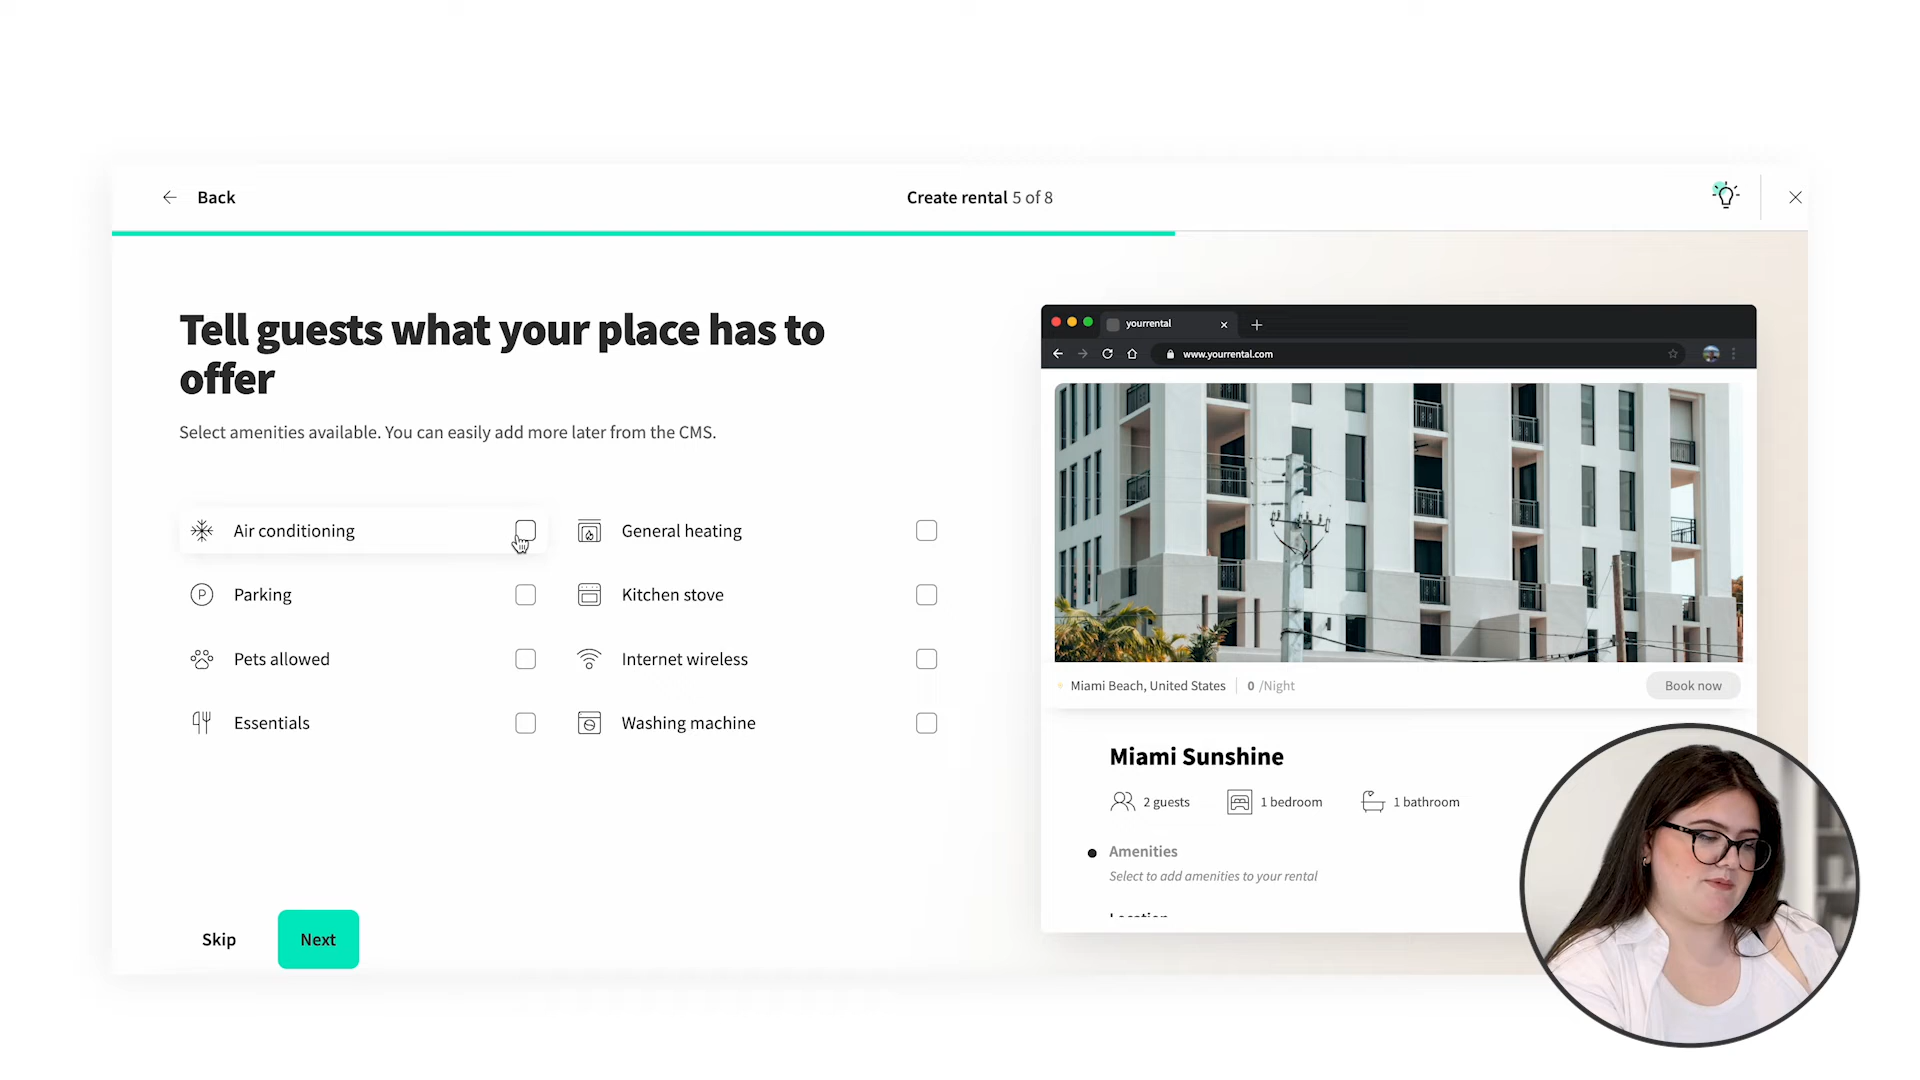 Back
Create rental 5 of 8
Tell guests what your place has to
offer
Select amenities available. You can easily add more later from the CMS.
Air conditioning
General heating
Parking
Kitchen stove
Pets allowed
Internet wireless
Essentials
Washing machine
Skip
Next
yourrental
www.yourrental.com
Miami Beach, United States
0 /Night
Book now
Miami Sunshine
2 guests
1 bedroom
1 bathroom
Amenities
Select to add amenities to your rental
Location